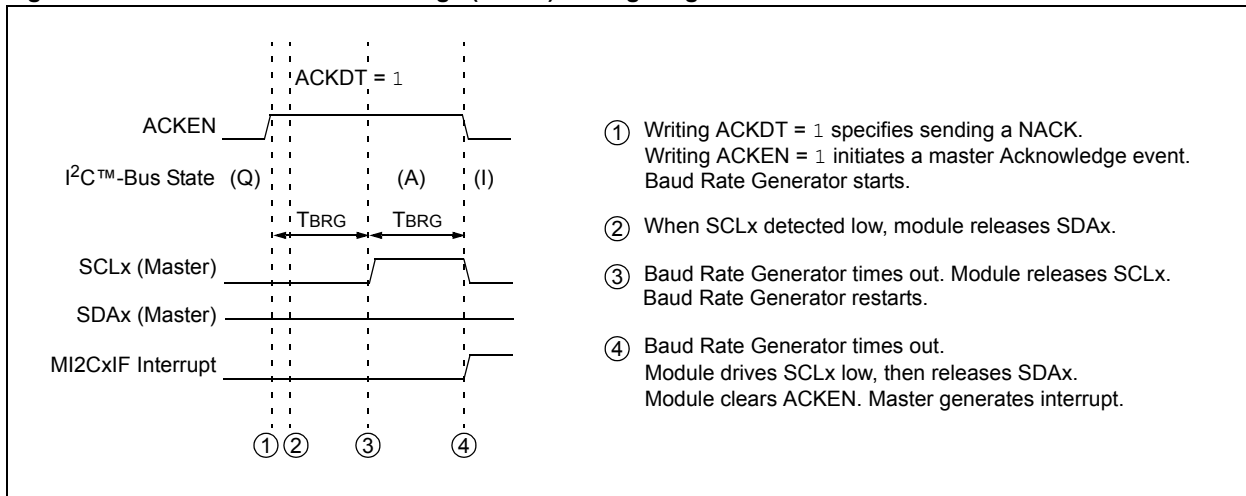 ACKDT = 1
ACKEN
I²C™-Bus State (Q) (A) (I)
TBRG TBRG
SCLx (Master)
SDAx (Master)
MI2CxIF Interrupt
1 2 3 4
1 Writing ACKDT = 1 specifies sending a NACK.
Writing ACKEN = 1 initiates a master Acknowledge event.
Baud Rate Generator starts.
2 When SCLx detected low, module releases SDAx.
3 Baud Rate Generator times out. Module releases SCLx.
Baud Rate Generator restarts.
4 Baud Rate Generator times out.
Module drives SCLx low, then releases SDAx.
Module clears ACKEN. Master generates interrupt.